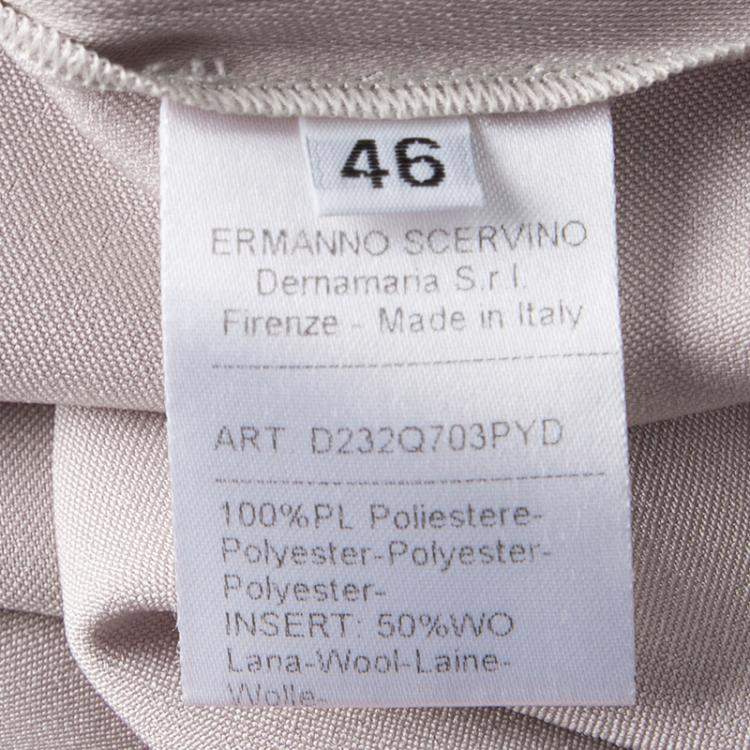 46
ERMANNO SCERVINO
Dernamaria S.r.l.
Firenze - Made in Italy
ART. D232Q703PYD
100%PL Poliestere-
Polyester-Polyester-
Polyester-
INSERT: 50%WO
Lana-Wool-Laine-
Wolle-